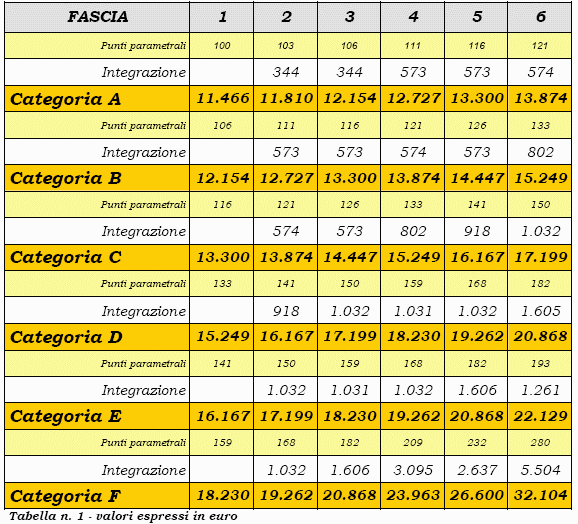 FASCIA 1 2 3 4 5 6
Punti parametrali 100 103 106 111 116 121
Integrazione 344 344 573 573 574
Categoria A 11.466 11.810 12.154 12.727 13.300 13.874
Punti parametrali 106 111 116 121 126 133
Integrazione 573 573 574 573 802
Categoria B 12.154 12.727 13.300 13.874 14.447 15.249
Punti parametrali 116 121 126 133 141 150
Integrazione 574 573 802 918 1.032
Categoria C 13.300 13.874 14.447 15.249 16.167 17.199
Punti parametrali 133 141 150 159 168 182
Integrazione 918 1.032 1.031 1.032 1.605
Categoria D 15.249 16.167 17.199 18.230 19.262 20.868
Punti parametrali 141 150 159 168 182 193
Integrazione 1.032 1.031 1.032 1.606 1.261
Categoria E 16.167 17.199 18.230 19.262 20.868 22.129
Punti parametrali 159 168 182 209 232 280
Integrazione 1.032 1.606 3.095 2.637 5.504
Categoria F 18.230 19.262 20.868 23.963 26.600 32.104
Tabella n. 1 - valori espressi in euro